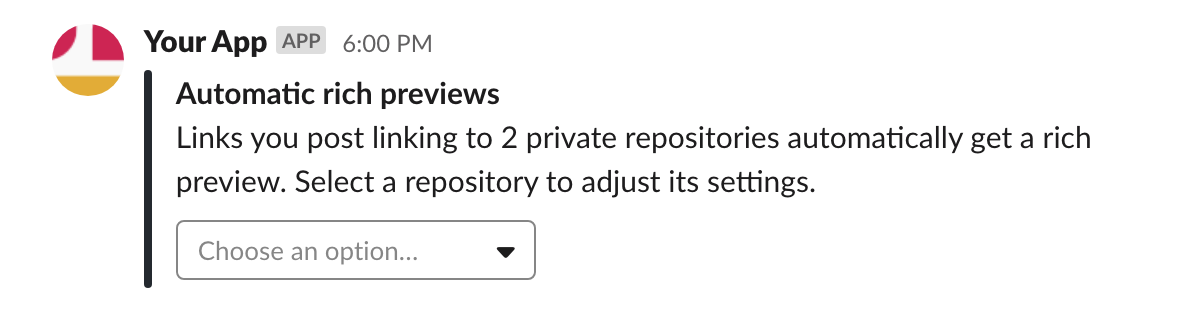 Your App APP 6:00 PM
Automatic rich previews
Links you post linking to 2 private repositories automatically get a rich
preview. Select a repository to adjust its settings.
Choose an option...